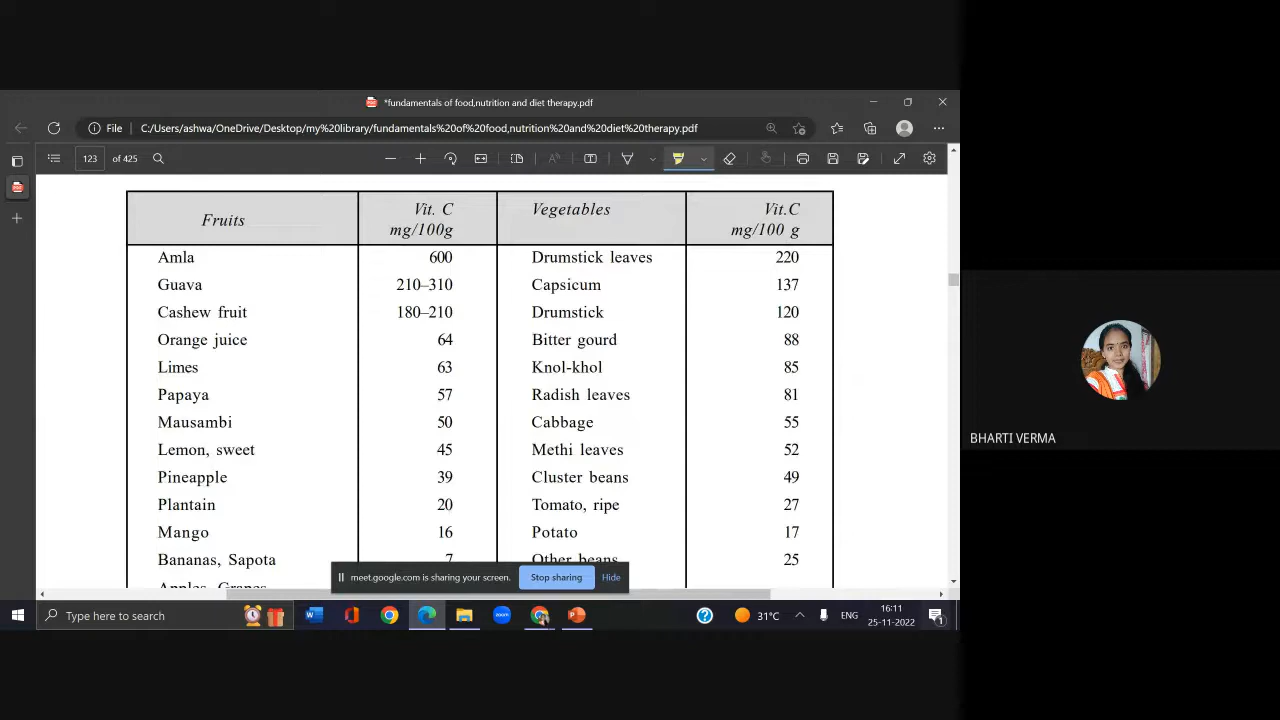 *fundamentals of food,nutrition and diet therapy.pdf
File C:/Users/ashwa/OneDrive/Desktop/my%20library/fundamentals%20of%20food,nutrition%20and%20diet%20therapy.pdf
123 of 425
Fruits Vit. C mg/100g Vegetables Vit.C mg/100 g
Amla 600 Drumstick leaves 220
Guava 210–310 Capsicum 137
Cashew fruit 180–210 Drumstick 120
Orange juice 64 Bitter gourd 88
Limes 63 Knol-khol 85
Papaya 57 Radish leaves 81
Mausambi 50 Cabbage 55
Lemon, sweet 45 Methi leaves 52
Pineapple 39 Cluster beans 49
Plantain 20 Tomato, ripe 27
Mango 16 Potato 17
Bananas, Sapota 7 Other beans 25
Apples, Grapes
meet.google.com is sharing your screen. Stop sharing Hide
BHARTI VERMA
Type here to search
31°C ENG 16:11
25-11-2022